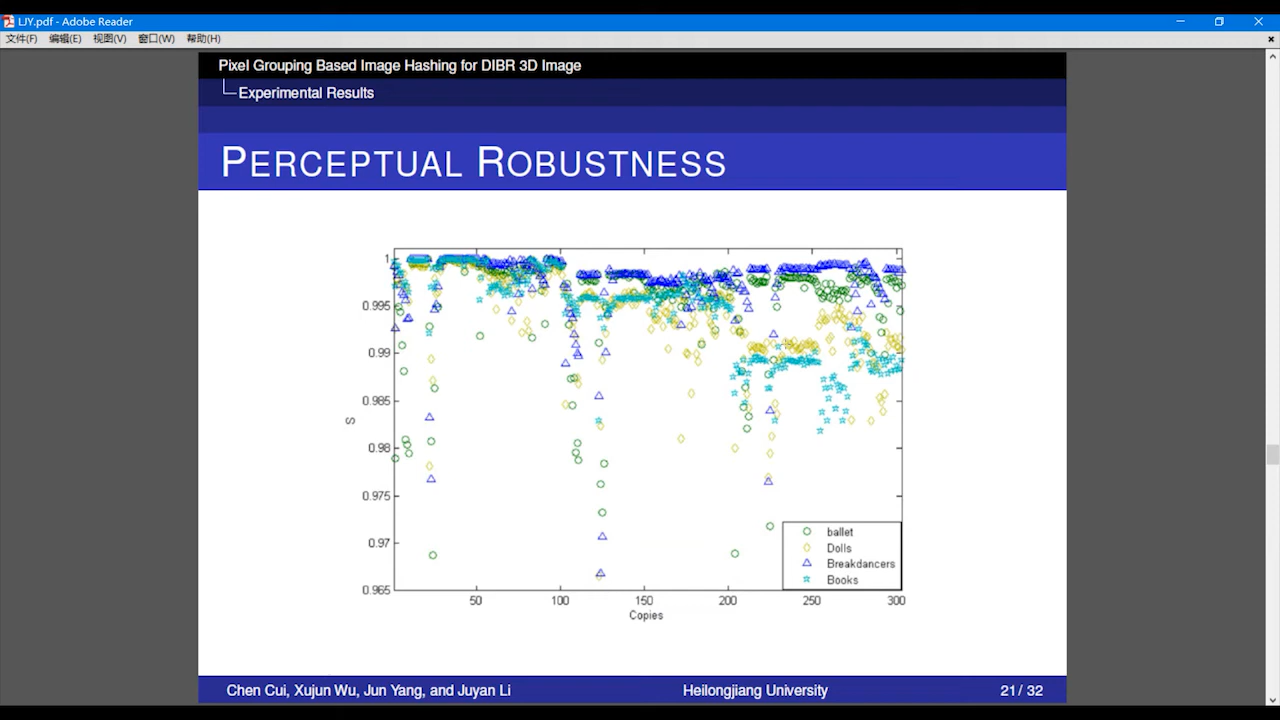 LJY.pdf - Adobe Reader
文件(F) 编辑(E) 视图(V) 窗口(W) 帮助(H)
Pixel Grouping Based Image Hashing for DIBR 3D Image
Experimental Results
PERCEPTUAL ROBUSTNESS
1
0.995
0.99
0.985
S
0.98
0.975
0.97
0.965
ballet
Dolls
Breakdancers
Books
50 100 150 200 250 300
Copies
Chen Cui, Xujun Wu, Jun Yang, and Juyan Li Heilongjiang University 21 / 32